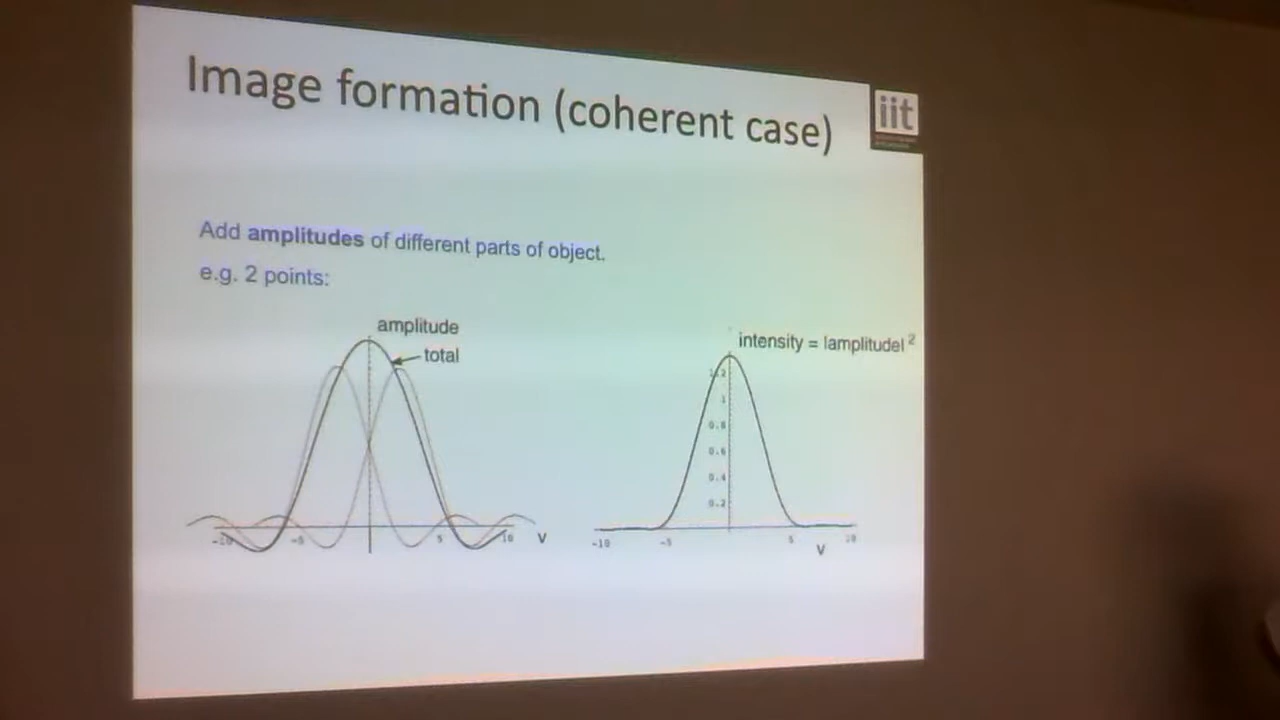 Image formation (coherent case)
iit
Add amplitudes of different parts of object.
e.g. 2 points:
amplitude
total
-10
-5
5
10
v
intensity = |amplitude| 2
1.2
1
0.8
0.6
0.4
0.2
-10
-5
5
10
v